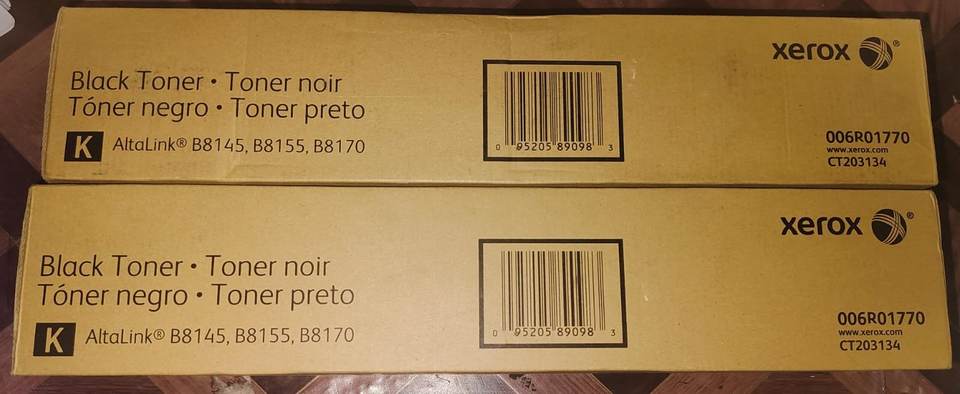 xerox®
Black Toner • Toner noir
Tóner negro • Toner preto
K AltaLink® B8145, B8155, B8170
0 95205 89098 3
006R01770
www.xerox.com
CT203134
xerox®
Black Toner • Toner noir
Tóner negro • Toner preto
K AltaLink® B8145, B8155, B8170
0 95205 89098 3
006R01770
www.xerox.com
CT203134